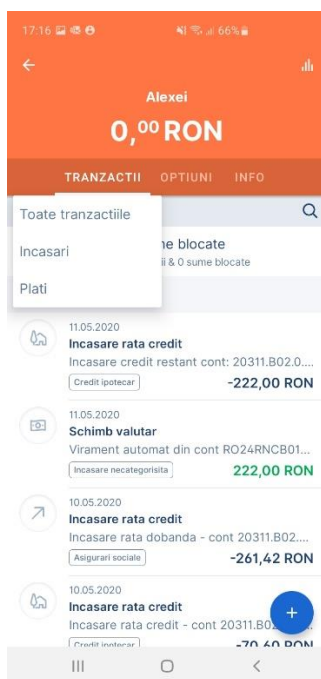 17:16 66%
Alexei
0,00 RON
TRANZACTII OPTIUNI INFO
Toate tranzactiile
Incasari
Plati
me blocate
ii & 0 sume blocate
11.05.2020
Incasare rata credit
Incasare credit restant cont: 20311.B02.0....
Credit ipotecar -222,00 RON
11.05.2020
Schimb valutar
Virament automat din cont RO24RNCB01...
Incasare necategorisita 222,00 RON
10.05.2020
Incasare rata credit
Incasare rata dobanda - cont 20311.B02....
Asigurari sociale -261,42 RON
10.05.2020
Incasare rata credit
Incasare rata credit - cont 20311.B02
Credit ipotecar -70,60 RON